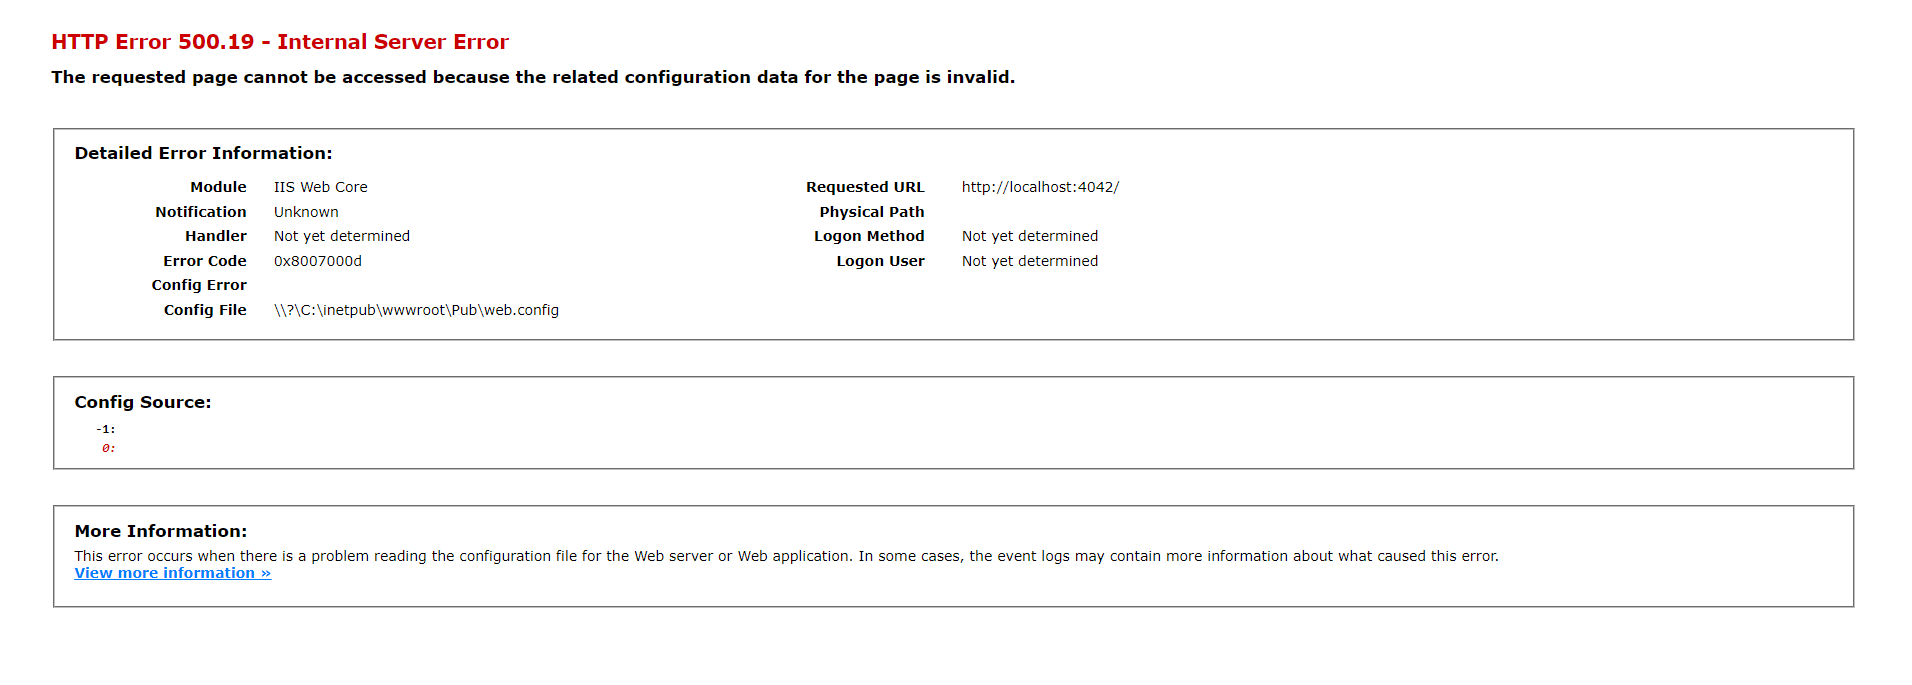 HTTP Error 500.19 - Internal Server Error
The requested page cannot be accessed because the related configuration data for the page is invalid.
Detailed Error Information:
Module IIS Web Core
Notification Unknown
Handler Not yet determined
Error Code 0x8007000d
Config Error
Config File \\?\C:\inetpub\wwwroot\Pub\web.config
Requested URL http://localhost:4042/
Physical Path
Logon Method Not yet determined
Logon User Not yet determined
Config Source:
-1:
0:
More Information:
This error occurs when there is a problem reading the configuration file for the Web server or Web application. In some cases, the event logs may contain more information about what caused this error.
View more information »